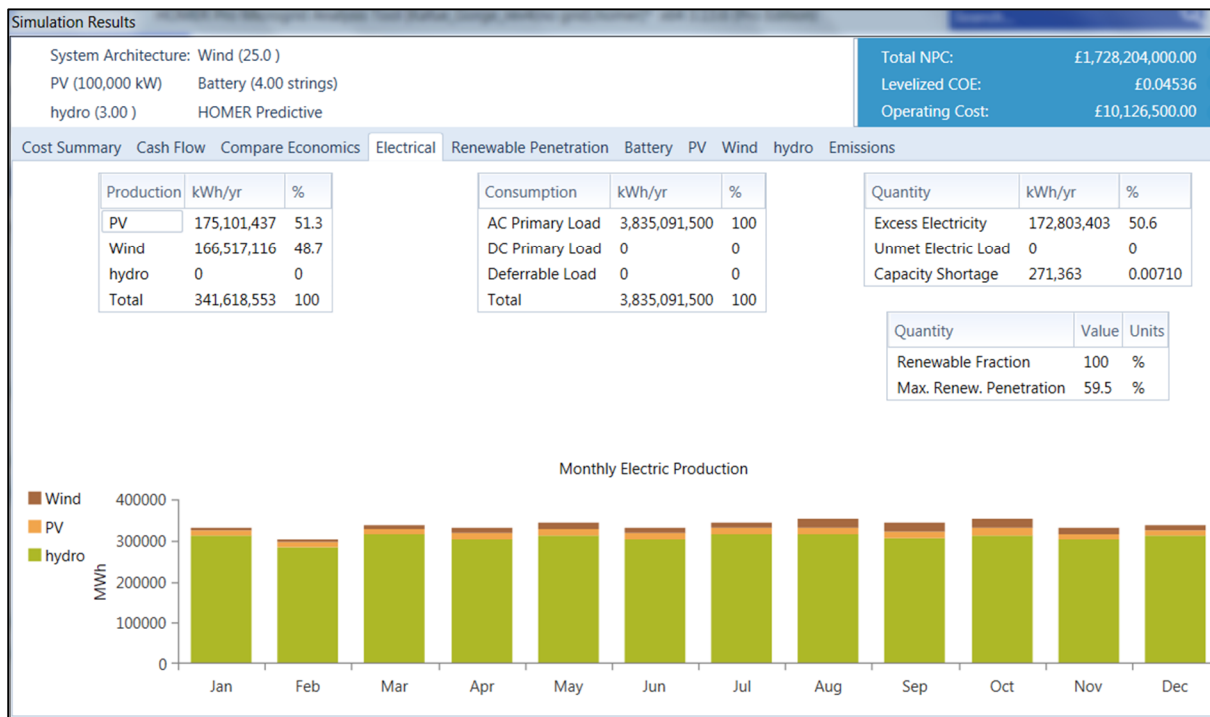 Simulation Results
System Architecture: Wind (25.0 )
PV (100,000 kW) Battery (4.00 strings)
hydro (3.00 ) HOMER Predictive
Total NPC: £1,728,204,000.00
Levelized COE: £0.04536
Operating Cost: £10,126,500.00
Cost Summary Cash Flow Compare Economics Electrical Renewable Penetration Battery PV Wind hydro Emissions
Production kWh/yr %
PV 175,101,437 51.3
Wind 166,517,116 48.7
hydro 0 0
Total 341,618,553 100
Consumption kWh/yr %
AC Primary Load 3,835,091,500 100
DC Primary Load 0 0
Deferrable Load 0 0
Total 3,835,091,500 100
Quantity kWh/yr %
Excess Electricity 172,803,403 50.6
Unmet Electric Load 0 0
Capacity Shortage 271,363 0.00710
Quantity Value Units
Renewable Fraction 100 %
Max. Renew. Penetration 59.5 %
Monthly Electric Production
Wind
PV
hydro
MWh
400000
300000
200000
100000
0
Jan Feb Mar Apr May Jun Jul Aug Sep Oct Nov Dec